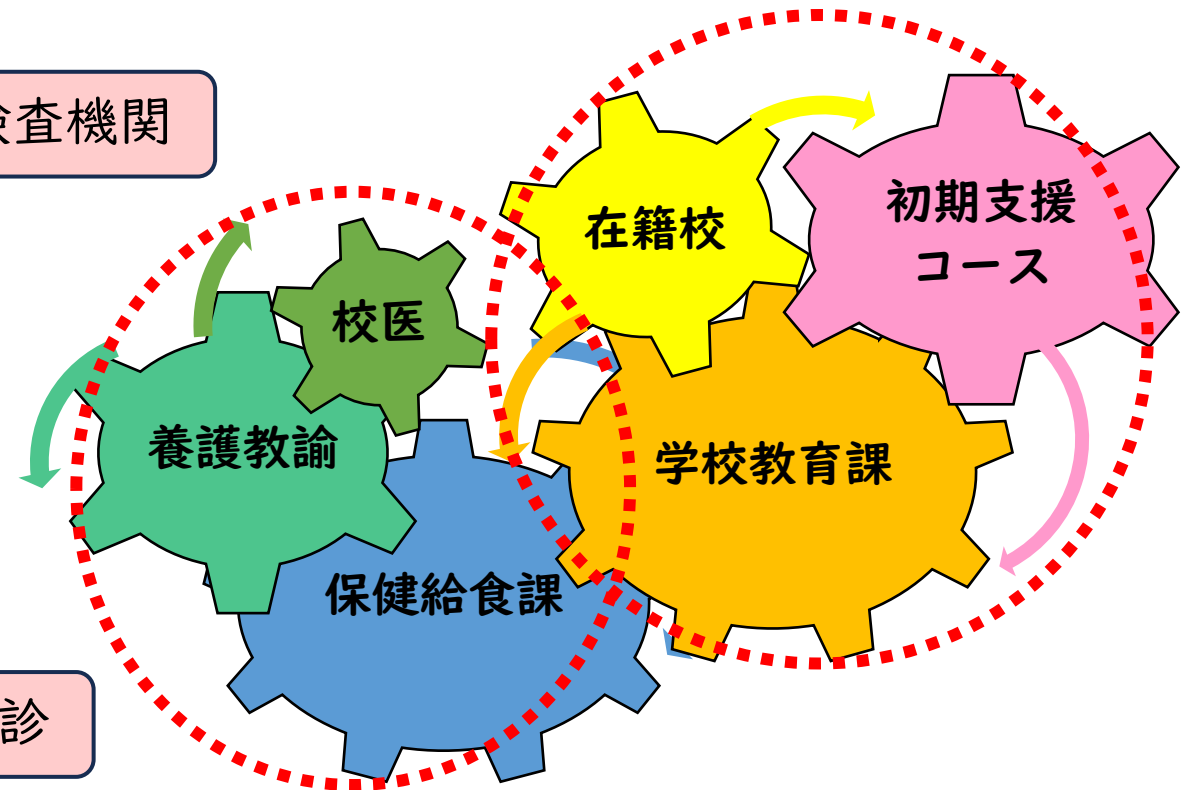 検査機関
初期支援
コース
在籍校
校医
養護教諭
学校教育課
保健給食課
診